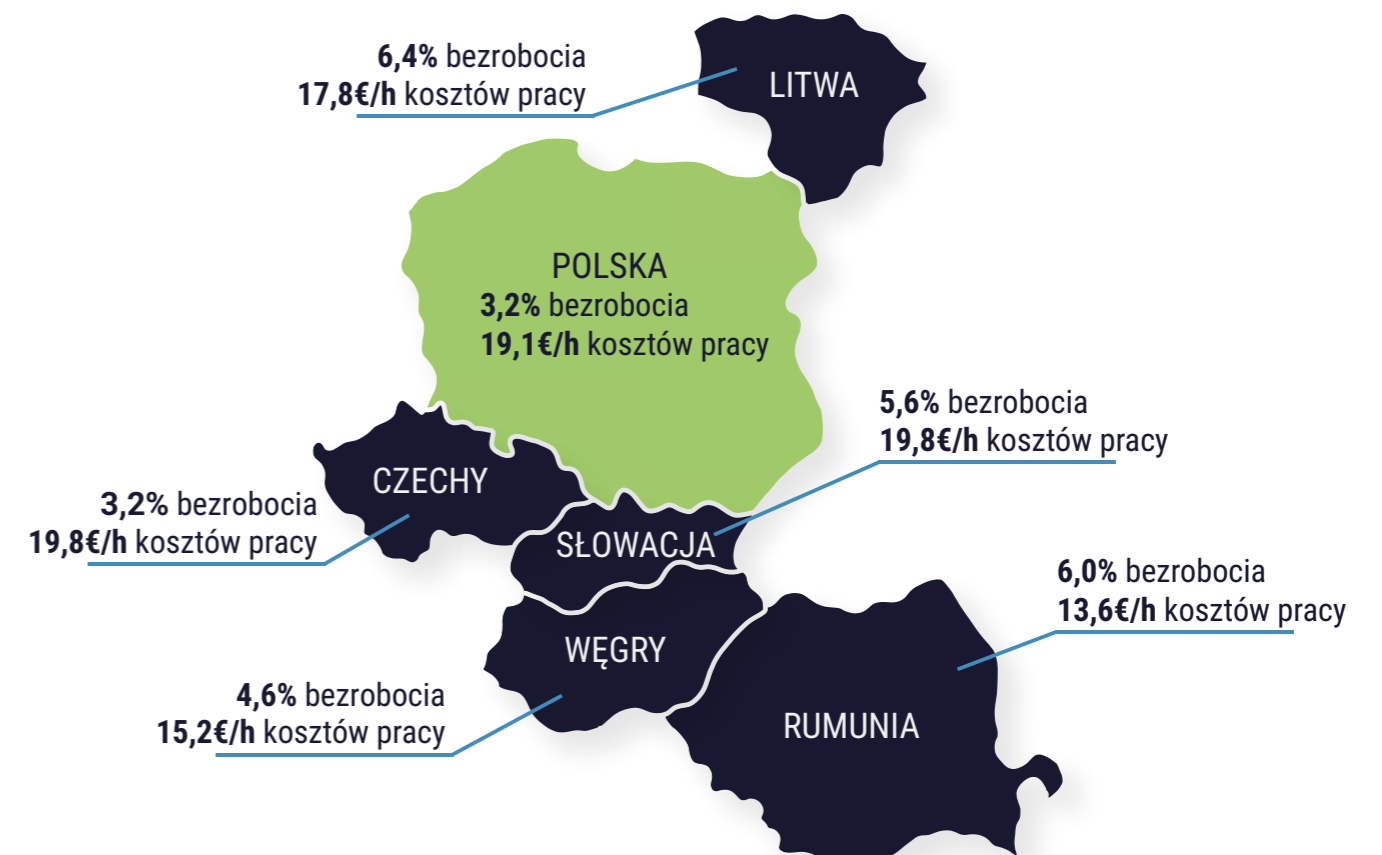 6,4% bezrobocia
17,8€/h kosztów pracy
LITWA
POLSKA
3,2% bezrobocia
19,1€/h kosztów pracy
5,6% bezrobocia
19,8€/h kosztów pracy
CZECHY
3,2% bezrobocia
19,8€/h kosztów pracy
SŁOWACJA
6,0% bezrobocia
13,6€/h kosztów pracy
WĘGRY
4,6% bezrobocia
15,2€/h kosztów pracy
RUMUNIA